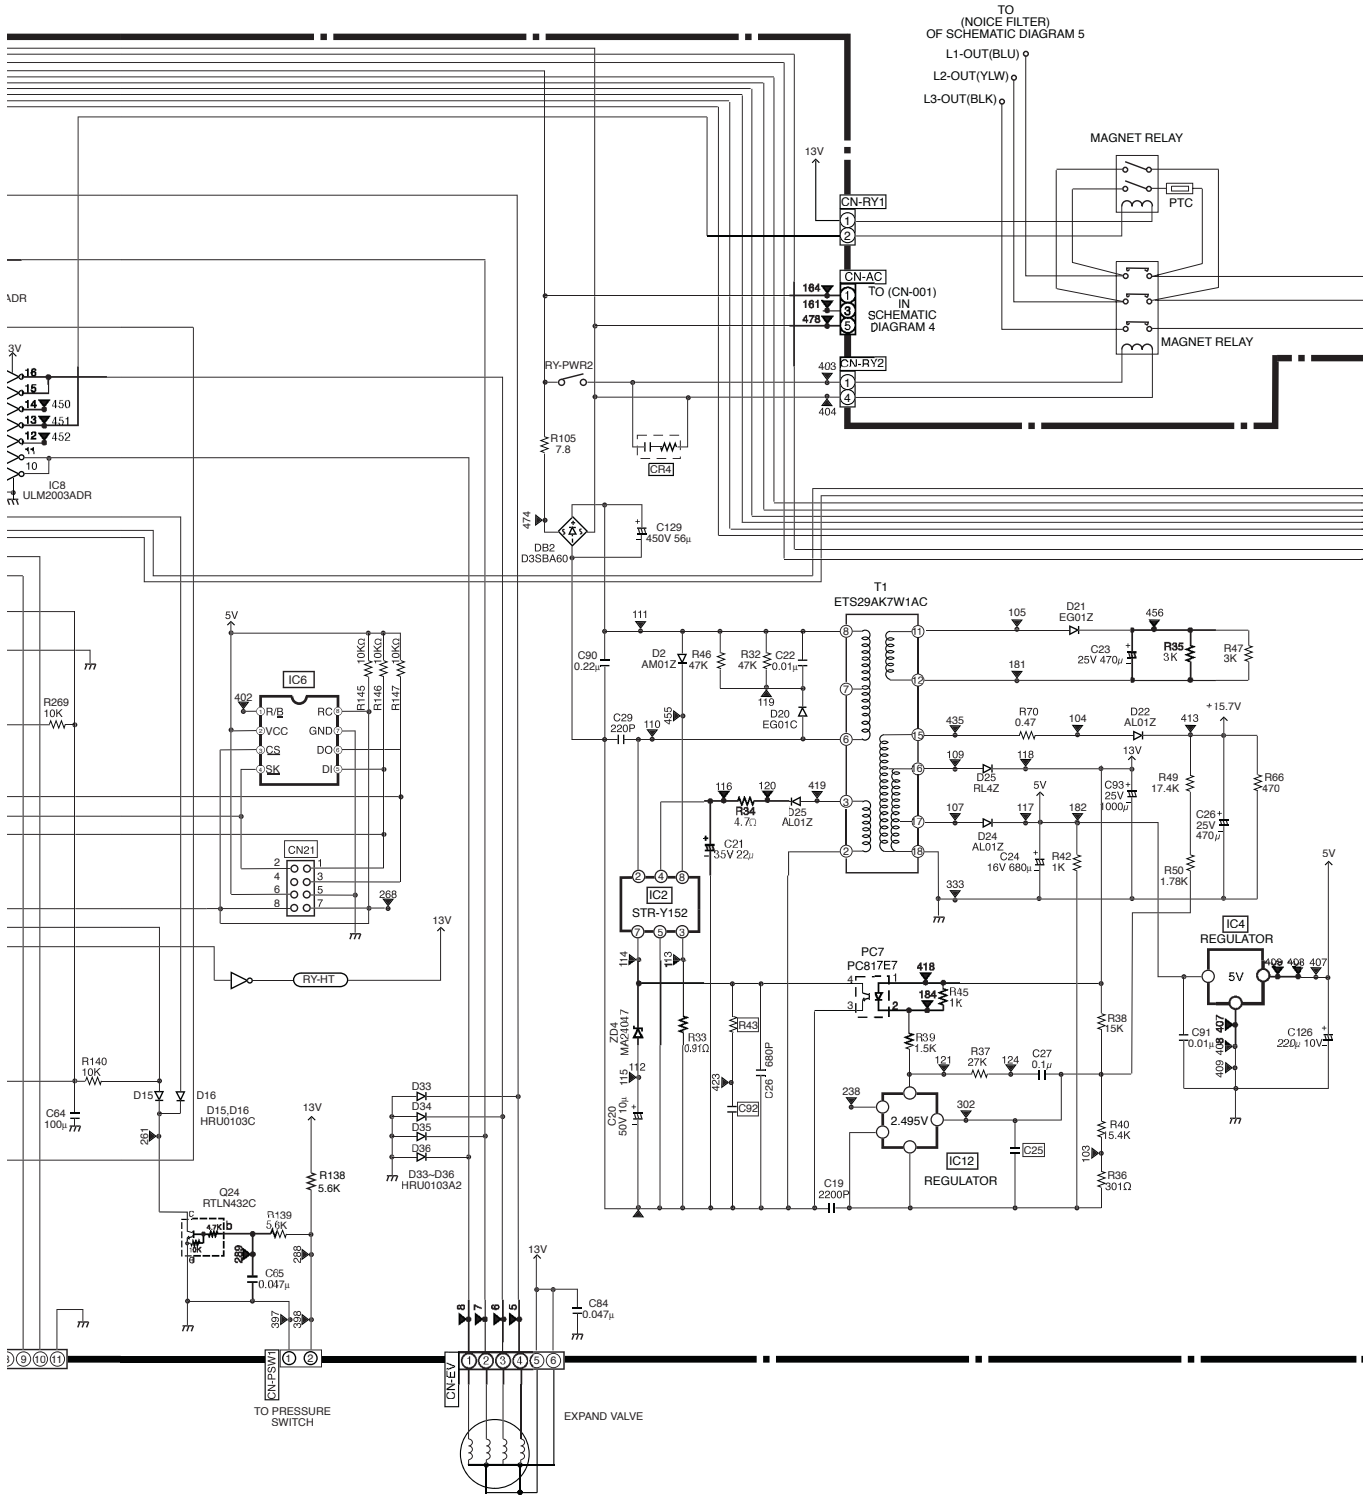 TO
(NOICE FILTER)
OF SCHEMATIC DIAGRAM 5
L1-OUT(BLU)
L2-OUT(YLW)
L3-OUT(BLK)
MAGNET RELAY
13V
PTC
CN-RY1
1
2
CN-AC
164
1
TO (CN-001)
161
3
IN
SCHEMATIC
478
5
DIAGRAM 4
ADR
3V
MAGNET RELAY
RY-PWR2
403
CN-RY2
1
4
404
16
15
14 450
13 451
12 452
11
10
IC8
ULM2003ADR
R105
7.8
CR4
474
DB2
D3SBA60
C129
450V 56µ
T1
ETS29AK7W1AC
5V
10KΩ
10KΩ
10KΩ
R145
R146
R147
IC6
402
1 R/B
RC 8
2 VCC
GND 7
3 CS
DO 6
4 SK
DI 5
R269
10K
CN21
2 1
4 3
6 5
8 7
268
13V
RY-HT
111
C90
0.22µ
D2
AM01Z
R46
47K
R32
47K
C22
0.01µ
119
D20
EG01C
C29
220P
110
455
8
7
6
3
2
11
12
15
16
17
18
105
D21
EG01Z
456
C23
25V 470µ
R35
3K
R47
3K
181
435
R70
0.47
104
D22
AL01Z
413
+15.7V
109
D25
RL4Z
118
13V
R49
17.4K
R66
470
C93
25V
1000µ
C26
25V
470µ
107
D24
AL01Z
117
5V
182
C24
16V 680µ
R42
1K
R50
1.78K
333
116
120
419
R34
4.7Ω
D25
AL01Z
C21
35V 22µ
2 4 8
IC2
STR-Y152
7 5 3
114
113
PC7
PC817E7
4 1
3 2
418
184
R45
1K
5V
IC4
REGULATOR
5V
409 408 407
407
408
409
C91
0.01µ
C126
220µ 10V
ZD4
MA24047
R33
0.91Ω
R43
680P
C26
R39
1.5K
R38
15K
R37
27K
C27
0.1µ
121
124
112
115
423
C92
C20
50V 10µ
238
2.495V
302
IC12
REGULATOR
C25
R40
15.4K
103
R36
301Ω
C19
2200P
R140
10K
D15
D16
C64
100µ
D15,D16
HRU0103C
261
13V
R138
5.6K
D33
D34
D35
D36
D33~D36
HRU0103A2
Q24
RTLN432C
c
4.7K
b
10K
e
R139
5.6K
289
288
C65
0.047µ
397
398
13V
C84
0.047µ
8
7
6
5
9 10 11
CN-PSW1
1 2
CN-EV
1 2 3 4 5 6
TO PRESSURE
SWITCH
EXPAND VALVE